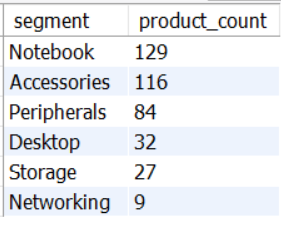 segment product_count
Notebook 129
Accessories 116
Peripherals 84
Desktop 32
Storage 27
Networking 9